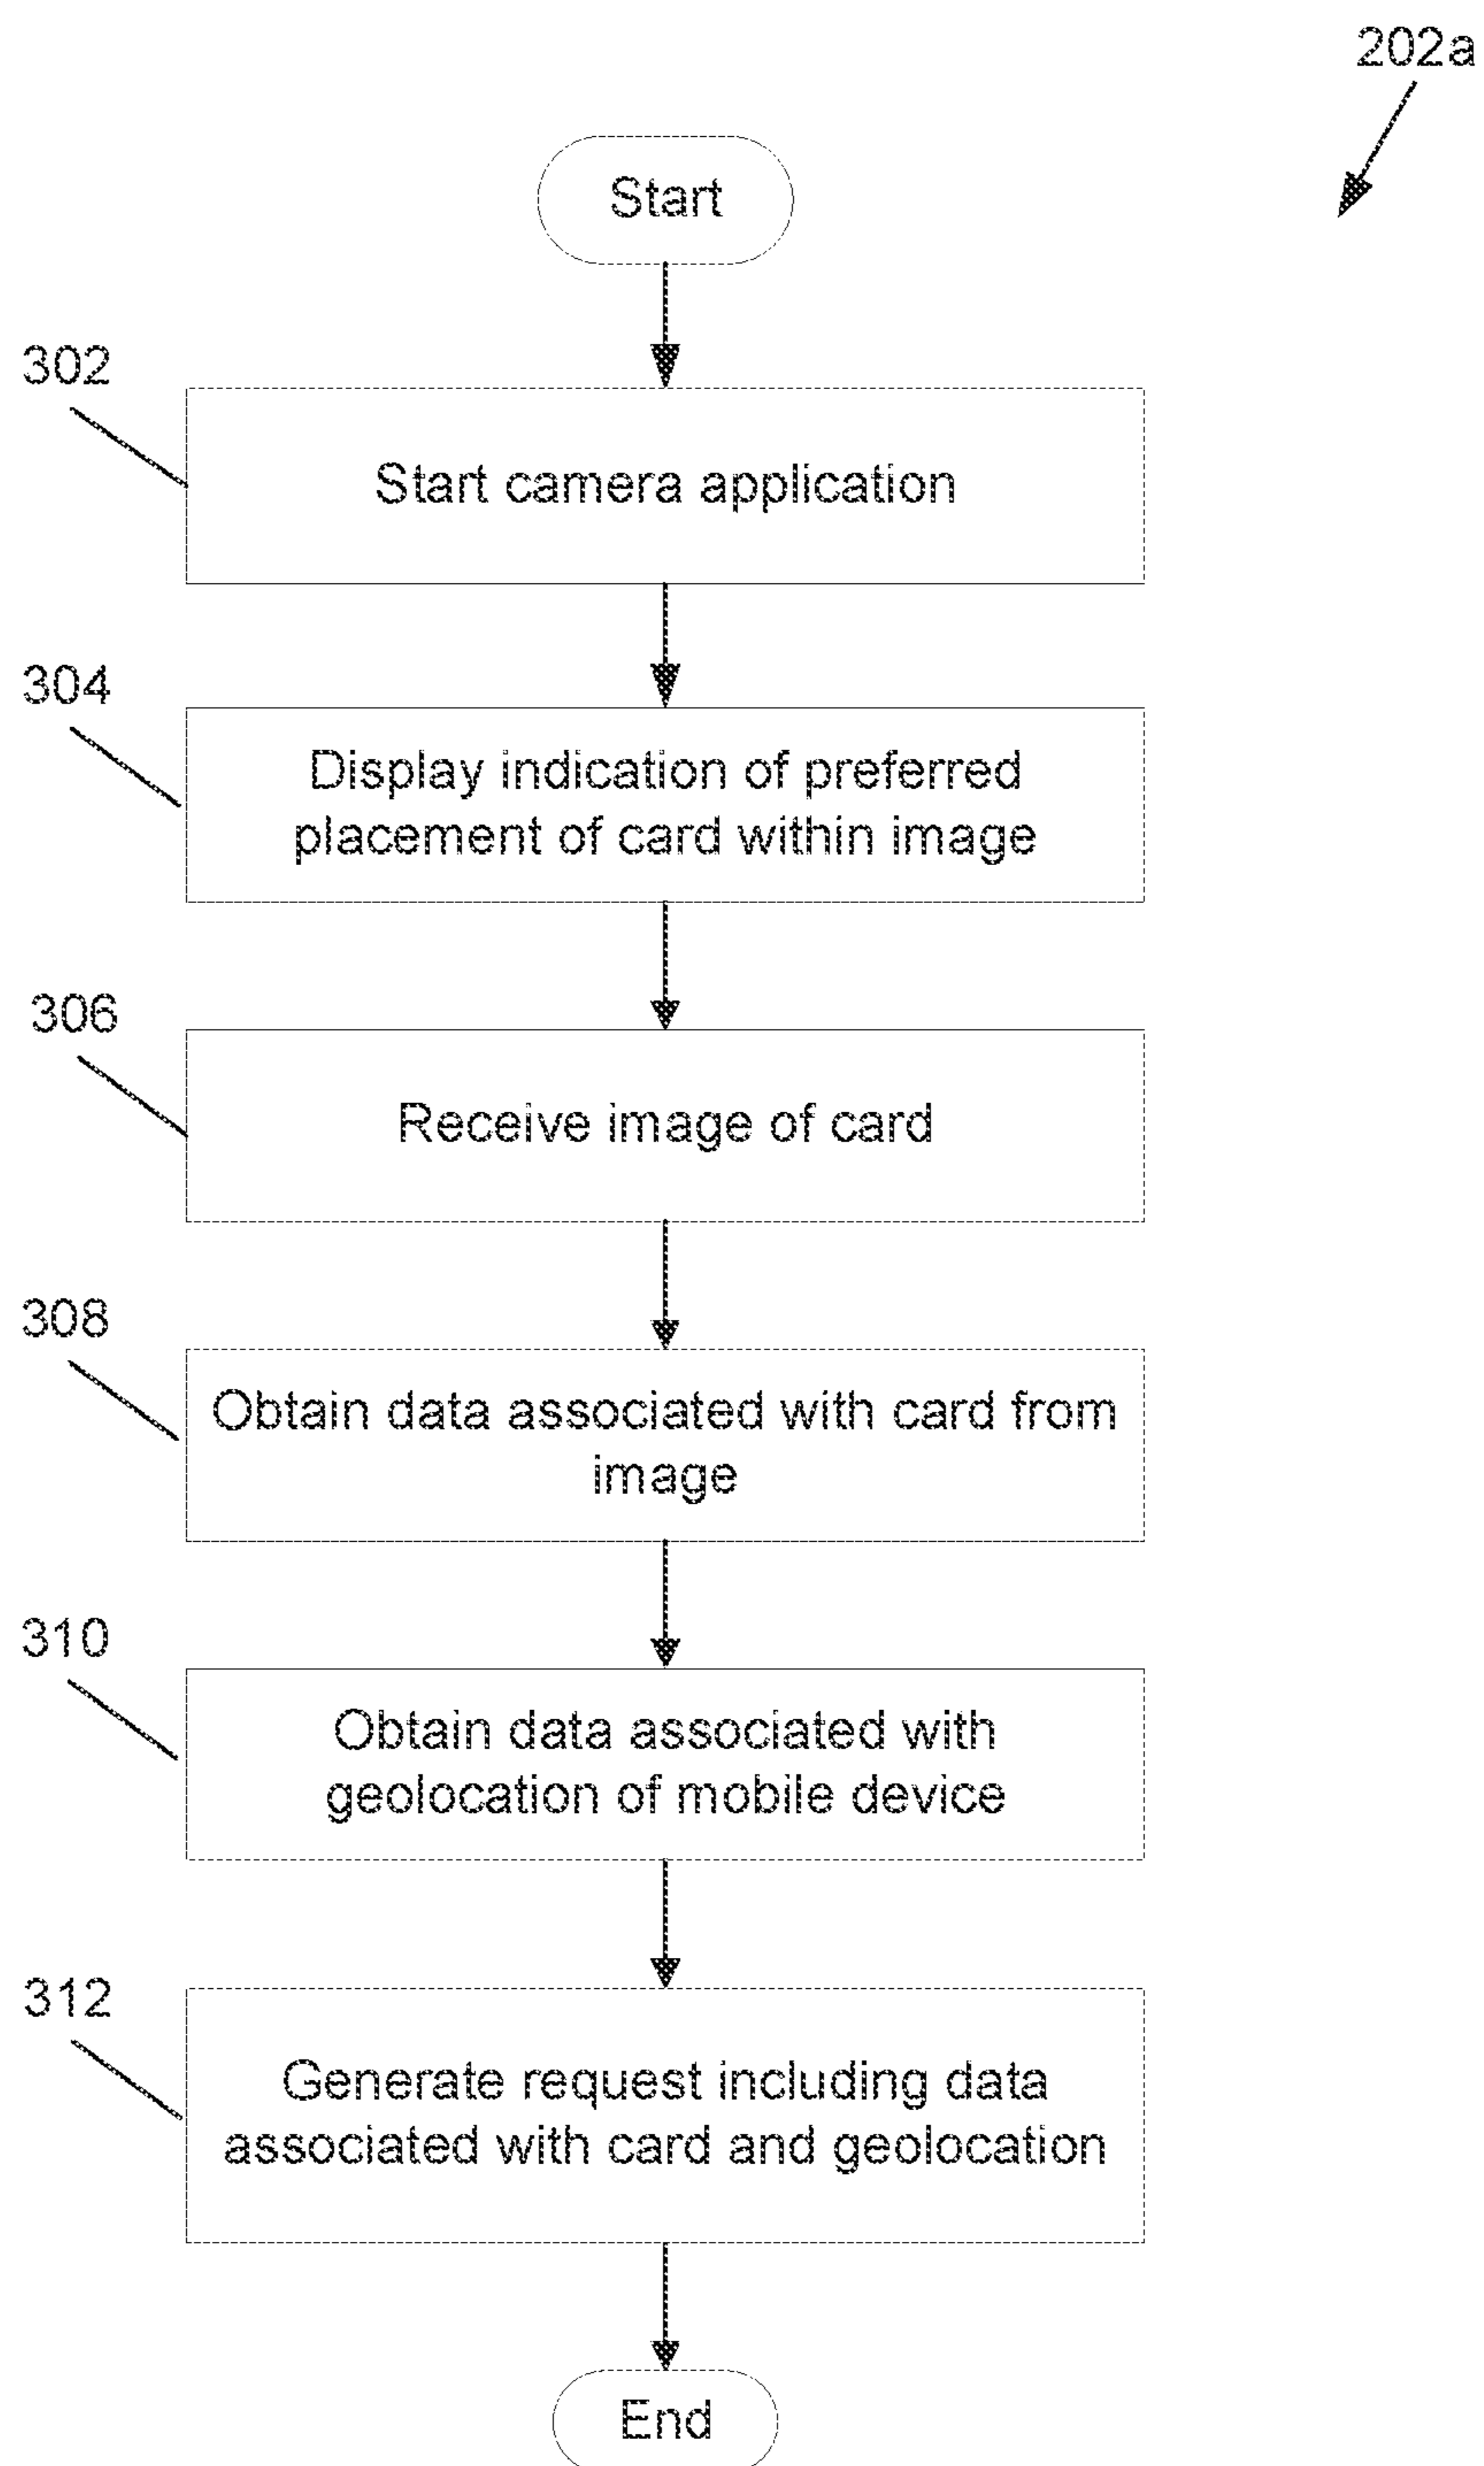 202a
Start
302
Start camera application
304
Display indication of preferred
placement of card within image
306
Receive image of card
308
Obtain data associated with card from
image
310
Obtain data associated with
geolocation of mobile device
312
Generate request including data
associated with card and geolocation
End